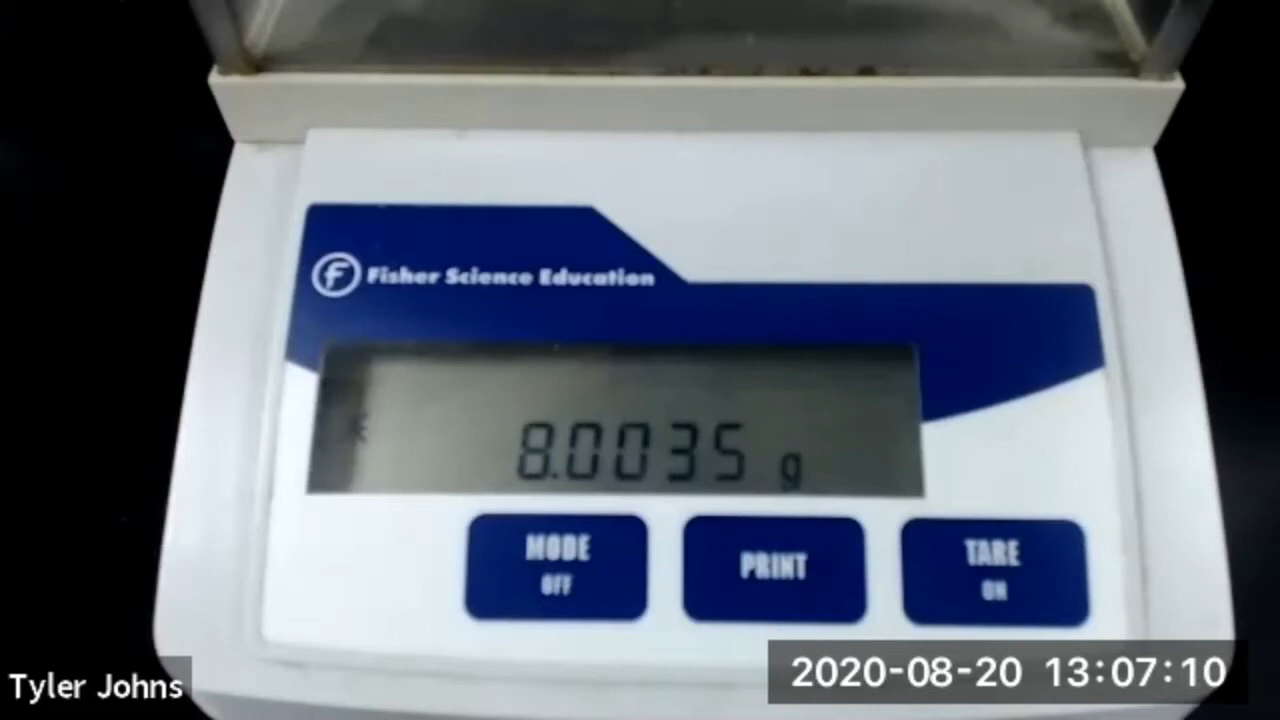 Fisher Science Education
8.0035 g
MODE
OFF
PRINT
TARE
ON
Tyler Johns
2020-08-20 13:07:10